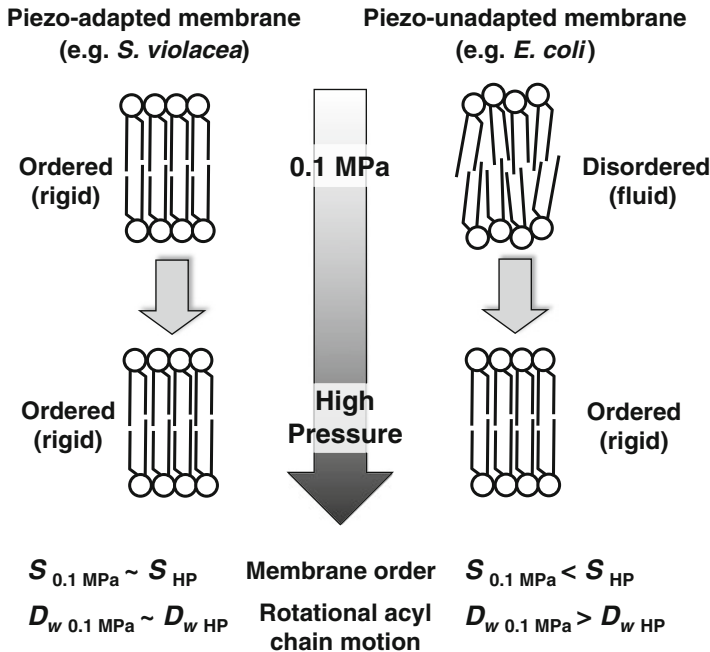 Piezo-adapted membrane
(e.g. S. violacea)
Piezo-unadapted membrane
(e.g. E. coli)
Ordered
(rigid)
0.1 MPa
Disordered
(fluid)
Ordered
(rigid)
High
Pressure
Ordered
(rigid)
S 0.1 MPa ~ S HP
Membrane order
S 0.1 MPa < S HP
Dw 0.1 MPa ~ Dw HP
Rotational acyl
chain motion
Dw 0.1 MPa > Dw HP